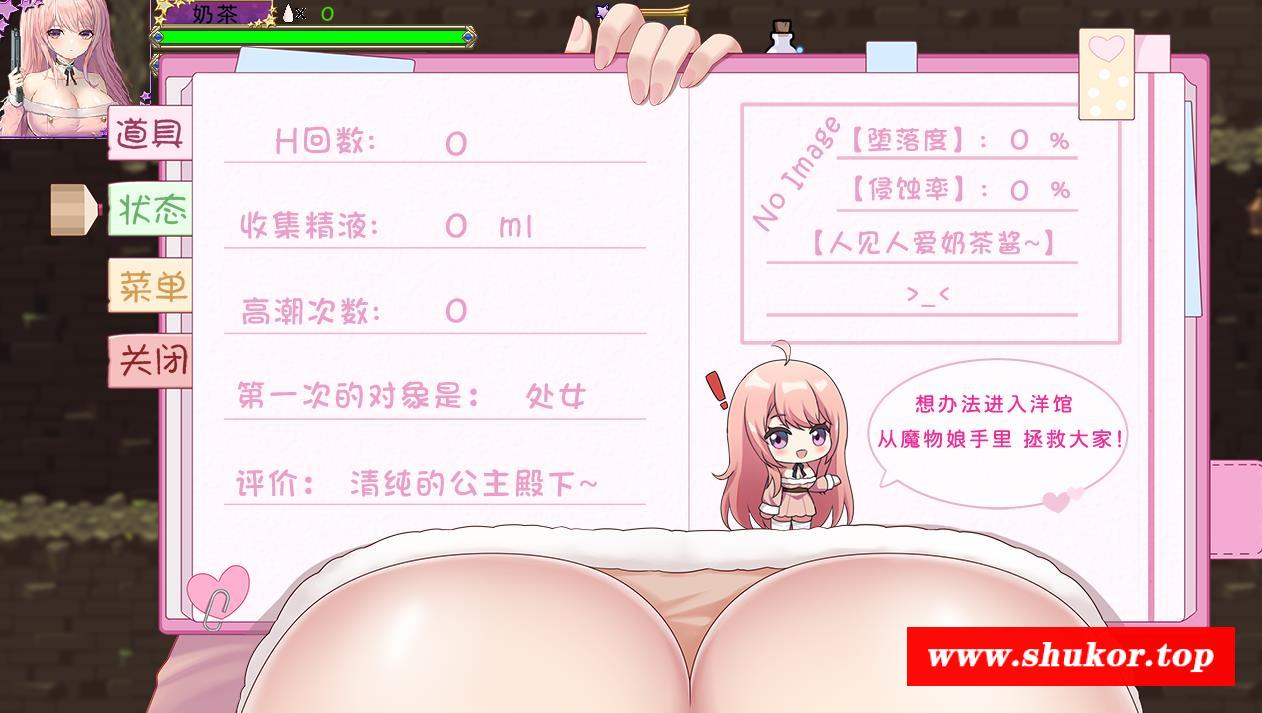 奶茶 × 0
道具
状态
菜单
关闭
H回数: 0
收集精液: 0 ml
高潮次数: 0
第一次的对象是: 处女
评价: 清纯的公主殿下~
No Image
【堕落度】: 0 %
【侵蚀率】: 0 %
【人见人爱奶茶酱~】
>_<
想办法进入洋馆
从魔物娘手里 拯救大家!
www.shukor.top